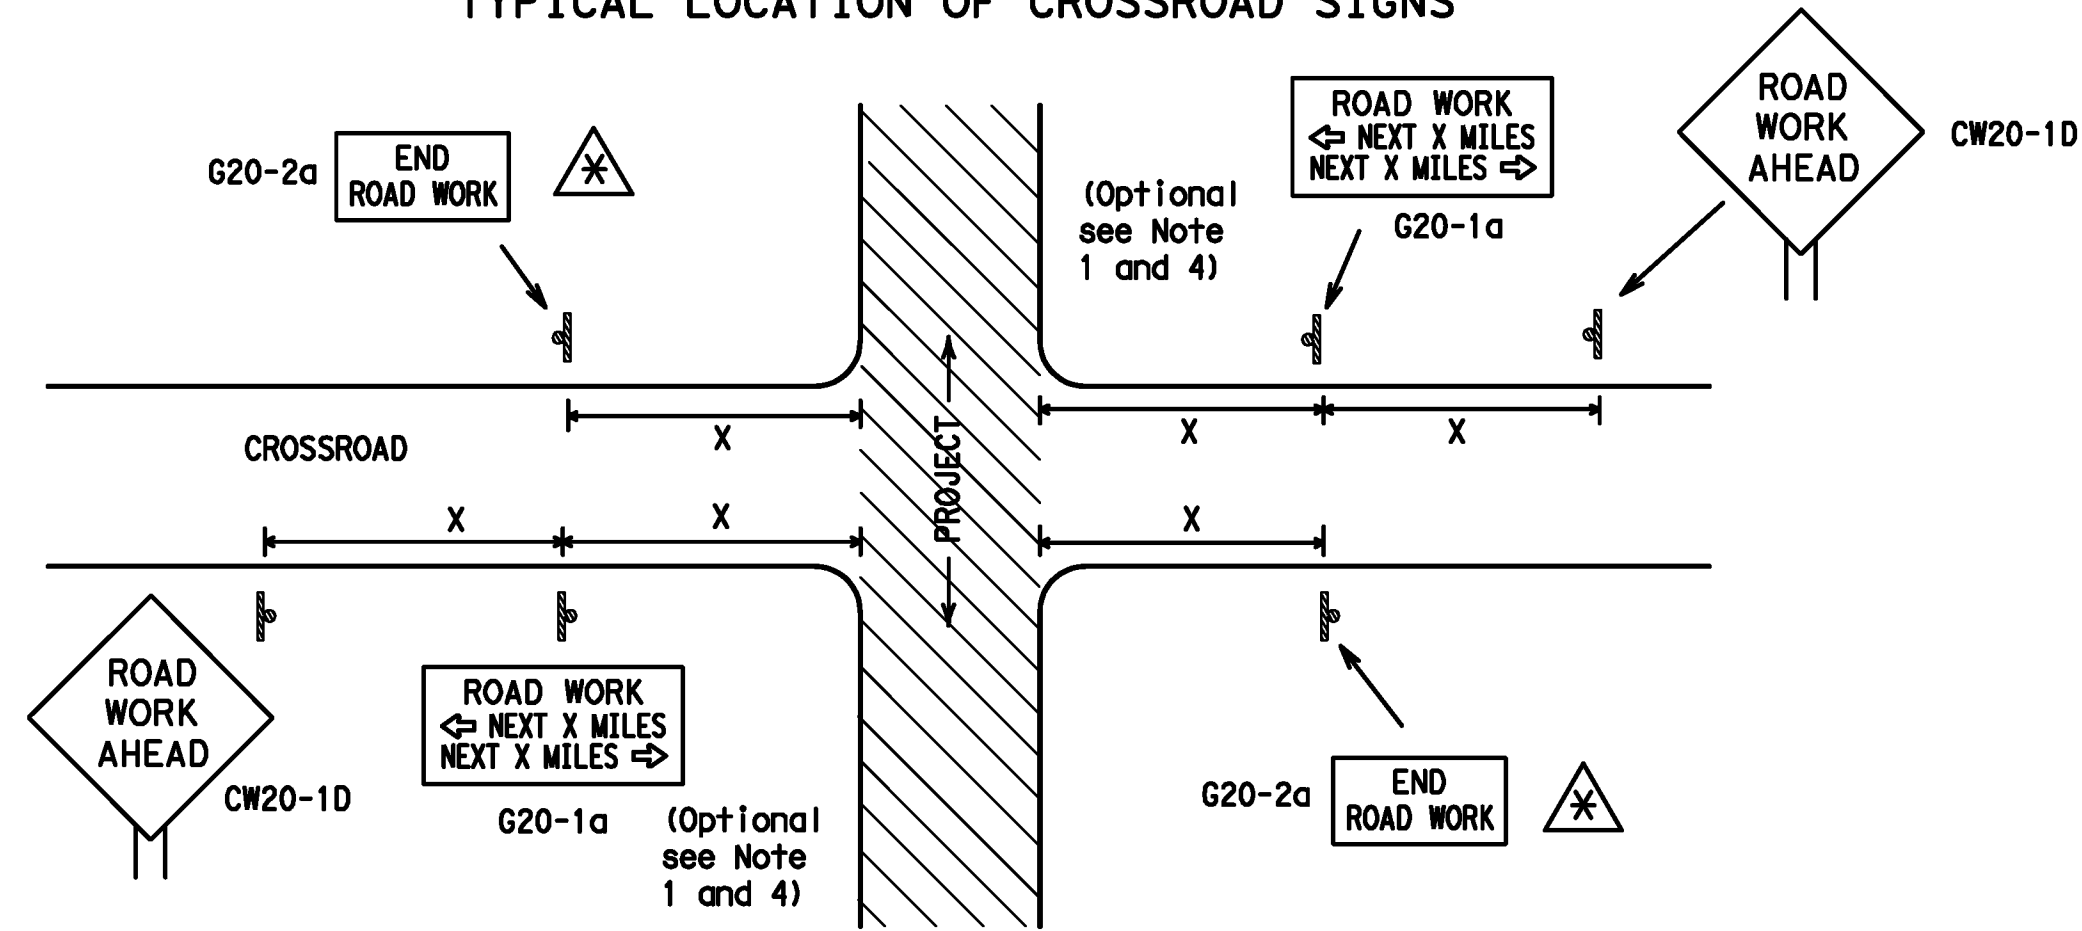 TYPICAL LOCATION OF CROSSROAD SIGNS
G20-2a
END
ROAD WORK
*
(Optional
see Note
1 and 4)
ROAD WORK
⇦ NEXT X MILES
NEXT X MILES ⇨
G20-1a
ROAD
WORK
AHEAD
CW20-1D
CROSSROAD
X
X
X
PROJECT
X
X
X
ROAD
WORK
AHEAD
CW20-1D
ROAD WORK
⇦ NEXT X MILES
NEXT X MILES ⇨
G20-1a
(Optional
see Note
1 and 4)
G20-2a
END
ROAD WORK
*